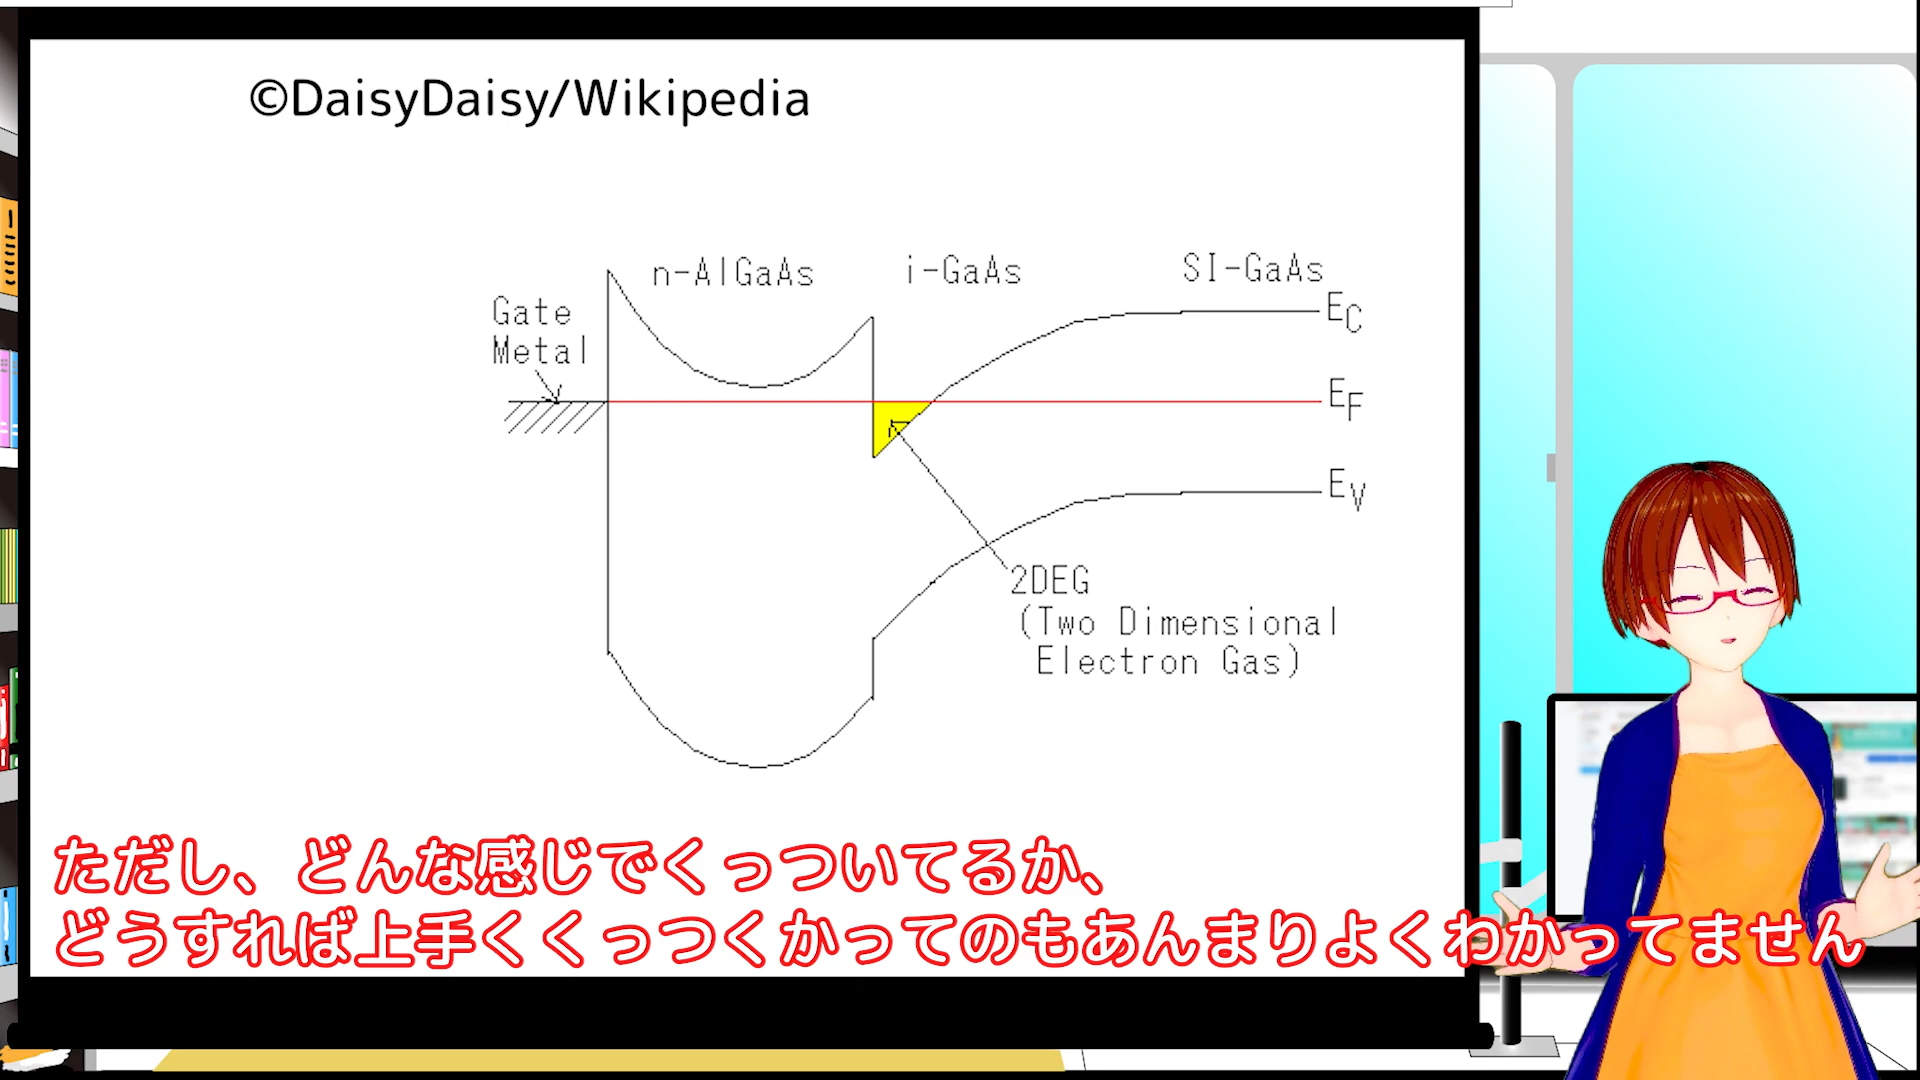 ©DaisyDaisy/Wikipedia
n-AlGaAs
i-GaAs
SI-GaAs
Gate
Metal
EC
EF
EV
2DEG
(Two Dimensional
Electron Gas)
ただし、どんな感じでくっついてるか、
どうすれば上手くくっつくかってのもあんまりよくわかってません